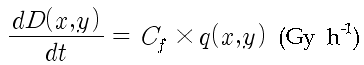 dD(x,y)/dt = C_f × q(x,y) (Gy h⁻¹)